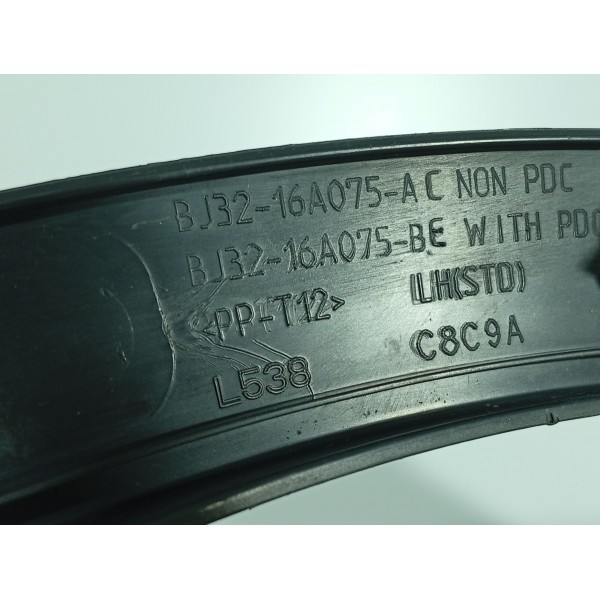 BJ32-16A075-AC NON PDC
BJ32-16A075-BE WITH PDC
>PP-T12< LH(STD)
L538 C8C9A